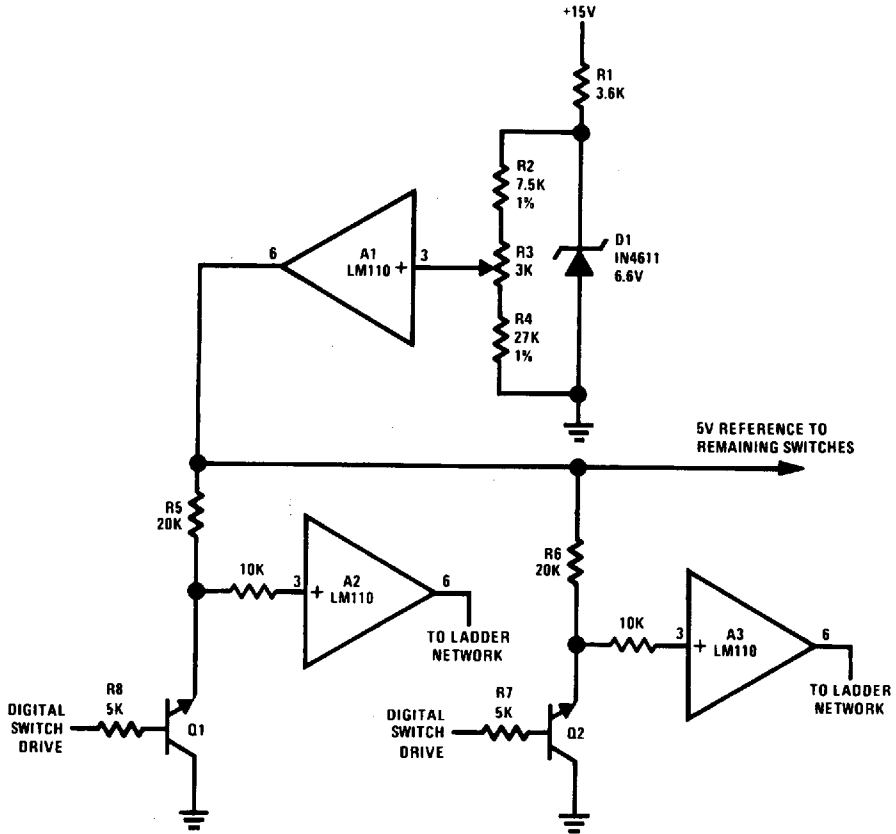 +15V
R1
3.6K
R2
7.5K
1%
A1
LM110
+
3
6
R3
3K
D1
IN4611
6.6V
R4
27K
1%
5V REFERENCE TO
REMAINING SWITCHES
R5
20K
R6
20K
10K
3
+
A2
LM110
6
TO LADDER
NETWORK
10K
3
+
A3
LM110
6
TO LADDER
NETWORK
DIGITAL
SWITCH
DRIVE
R8
5K
Q1
DIGITAL
SWITCH
DRIVE
R7
5K
Q2